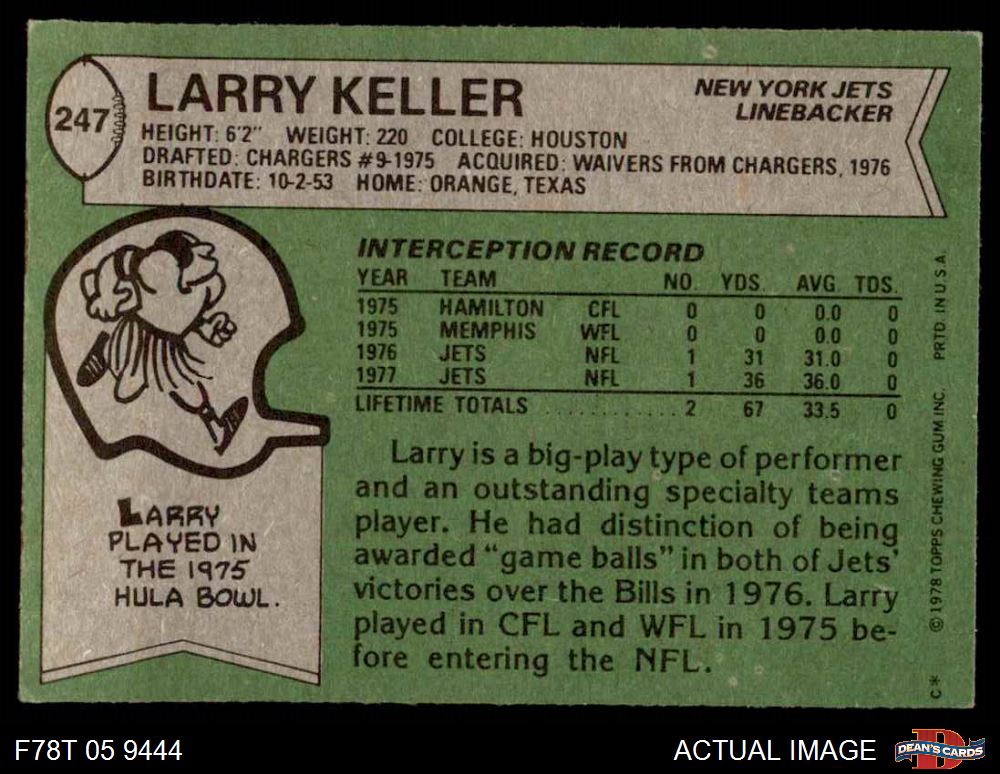 247
LARRY KELLER
NEW YORK JETS
LINEBACKER
HEIGHT: 6'2" WEIGHT: 220 COLLEGE: HOUSTON
DRAFTED: CHARGERS #9-1975 ACQUIRED: WAIVERS FROM CHARGERS, 1976
BIRTHDATE: 10-2-53 HOME: ORANGE, TEXAS
INTERCEPTION RECORD
YEAR TEAM NO. YDS. AVG. TDS.
1975 HAMILTON CFL 0 0 0.0 0
1975 MEMPHIS WFL 0 0 0.0 0
1976 JETS NFL 1 31 31.0 0
1977 JETS NFL 1 36 36.0 0
LIFETIME TOTALS ............ 2 67 33.5 0
Larry is a big-play type of performer
and an outstanding specialty teams
player. He had distinction of being
awarded "game balls" in both of Jets'
victories over the Bills in 1976. Larry
played in CFL and WFL in 1975 be-
fore entering the NFL.
LARRY
PLAYED IN
THE 1975
HULA BOWL.
C* ©1978 TOPPS CHEWING GUM INC. PRTD. IN U.S.A.
F78T 05 9444
ACTUAL IMAGE
D
DEAN'S CARDS